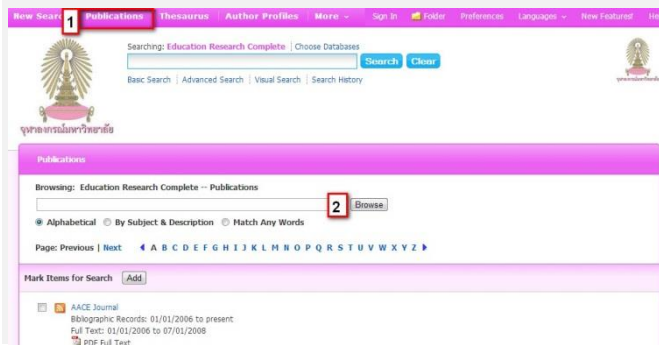 New Search Publications Thesaurus Author Profiles More Sign In Folder Preferences Languages New Features!
1
Searching: Education Research Complete | Choose Databases
Search Clear
Basic Search | Advanced Search | Visual Search | Search History
จุฬาลงกรณ์มหาวิทยาลัย
Publications
Browsing: Education Research Complete -- Publications
2 Browse
Alphabetical By Subject & Description Match Any Words
Page: Previous | Next A B C D E F G H I J K L M N O P Q R S T U V W X Y Z
Mark Items for Search Add
AACE Journal
Bibliographic Records: 01/01/2006 to present
Full Text: 01/01/2006 to 07/01/2008
PDF Full Text